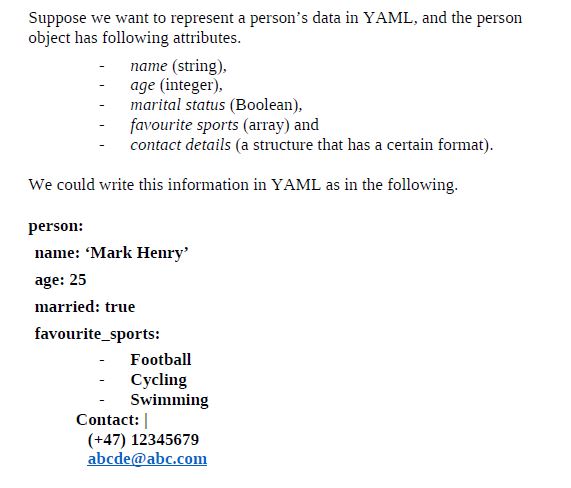 Suppose we want to represent a person’s data in YAML, and the person
object has following attributes.
- name (string),
- age (integer),
- marital status (Boolean),
- favourite sports (array) and
- contact details (a structure that has a certain format).
We could write this information in YAML as in the following.
person:
name: ‘Mark Henry’
age: 25
married: true
favourite_sports:
- Football
- Cycling
- Swimming
Contact: |
(+47) 12345679
abcde@abc.com